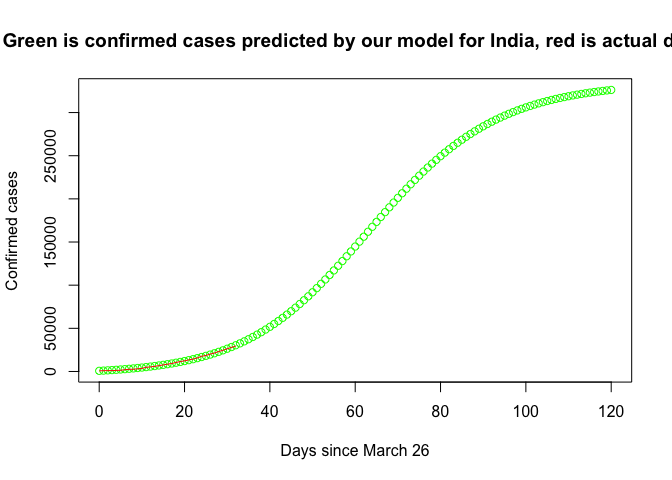 Green is confirmed cases predicted by our model for India, red is actual d
Confirmed cases
0
50000
150000
250000
0 20 40 60 80 100 120
Days since March 26